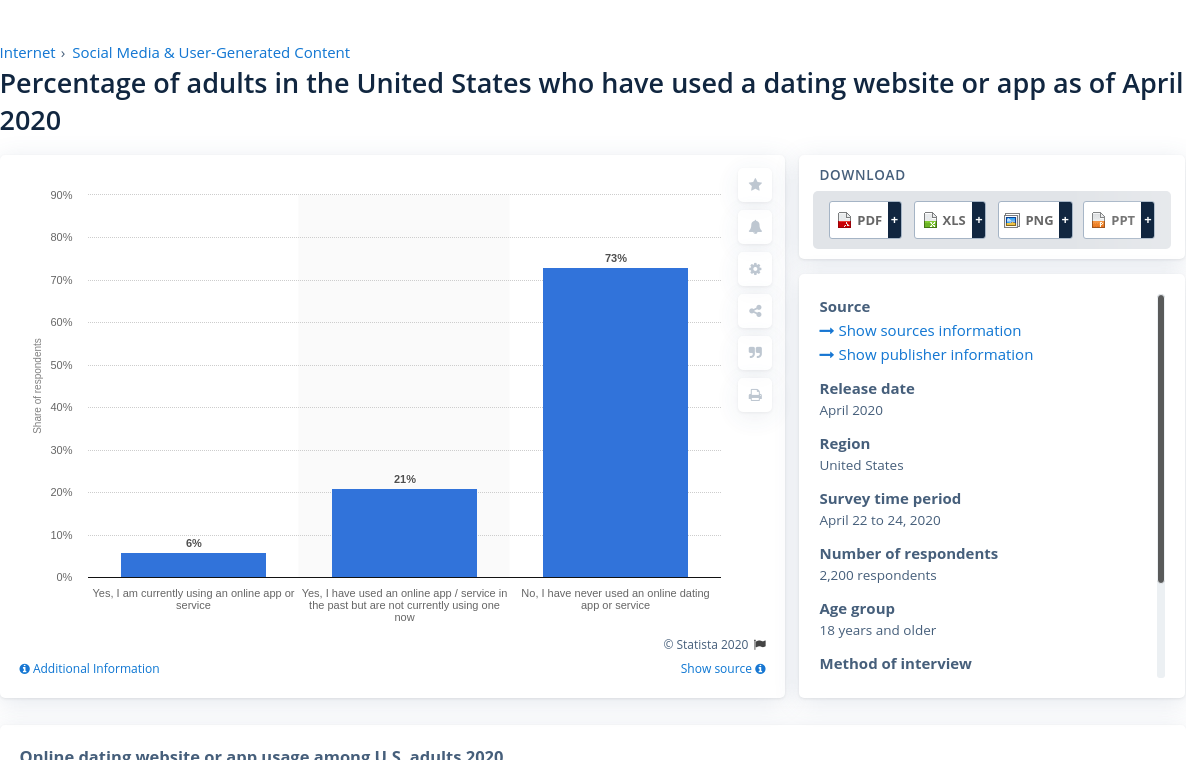 Internet › Social Media & User-Generated Content
Percentage of adults in the United States who have used a dating website or app as of April
2020
90%
80%
70%
60%
50%
40%
30%
20%
10%
0%
Share of respondents
6%
21%
73%
Yes, I am currently using an online app or
service
Yes, I have used an online app / service in
the past but are not currently using one
now
No, I have never used an online dating
app or service
© Statista 2020
Additional Information
Show source
DOWNLOAD
PDF + XLS + PNG + PPT +
Source
Show sources information
Show publisher information
Release date
April 2020
Region
United States
Survey time period
April 22 to 24, 2020
Number of respondents
2,200 respondents
Age group
18 years and older
Method of interview
Online dating website or app usage among U.S. adults 2020